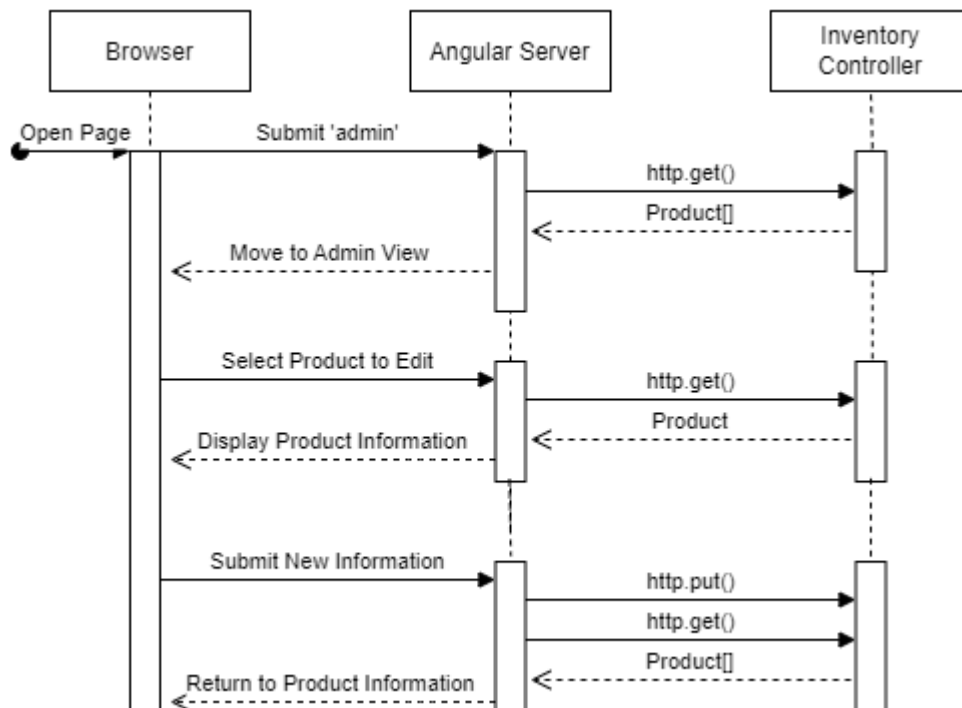 Browser
Angular Server
Inventory
Controller
Open Page
Submit 'admin'
http.get()
Product[]
Move to Admin View
Select Product to Edit
http.get()
Product
Display Product Information
Submit New Information
http.put()
http.get()
Product[]
Return to Product Information